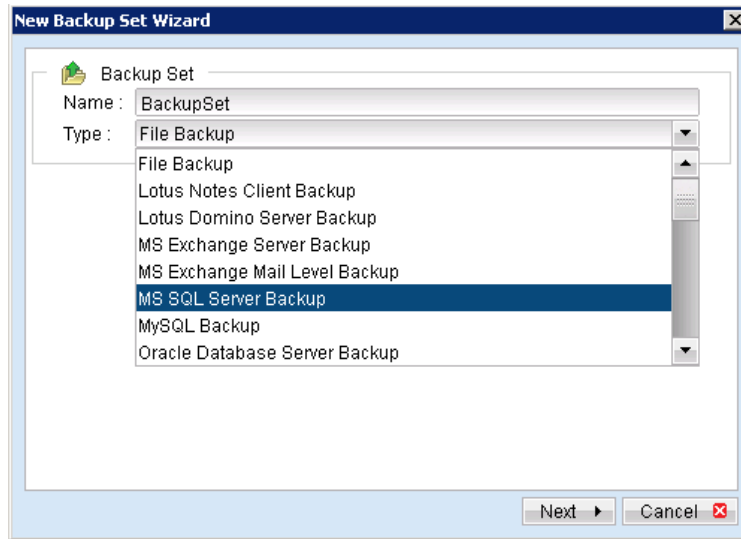 New Backup Set Wizard
Backup Set
Name : BackupSet
Type : File Backup
File Backup
Lotus Notes Client Backup
Lotus Domino Server Backup
MS Exchange Server Backup
MS Exchange Mail Level Backup
MS SQL Server Backup
MySQL Backup
Oracle Database Server Backup
Next Cancel